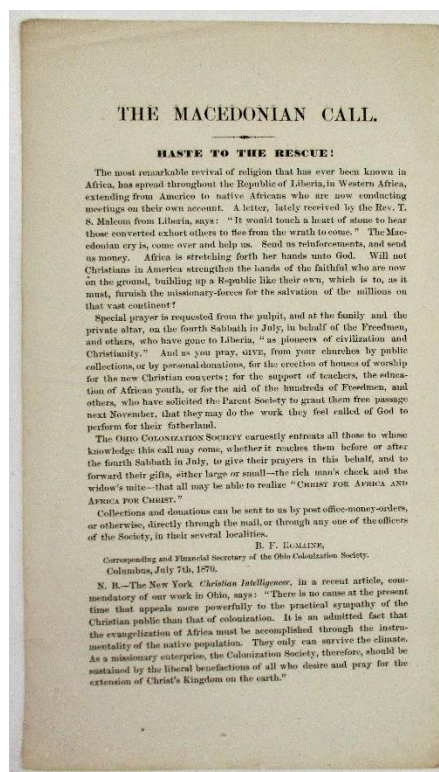 THE MACEDONIAN CALL.
HASTE TO THE RESCUE!
The most remarkable revival of religion that has ever been known in
Africa, has spread throughout the Republic of Liberia, in Western Africa,
extending from Americo to native Africans who are now conducting
meetings on their own account. A letter, lately received by the Rev. T.
S. Malcom from Liberia, says: "It would touch a heart of stone to hear
those converted exhort others to flee from the wrath to come." The Mac-
edonian cry is, come over and help us. Send us reinforcements, and send
us money. Africa is stretching forth her hands unto God. Will not
Christians in America strengthen the hands of the faithful who are now
on the ground, building up a Republic like their own, which is to, as it
must, furnish the missionary-forces for the salvation of the millions on
that vast continent?
Special prayer is requested from the pulpit, and at the family and the
private altar, on the fourth Sabbath in July, in behalf of the Freedmen,
and others, who have gone to Liberia, "as pioneers of civilization and
Christianity." And as you pray, GIVE, from your churches by public
collections, or by personal donations, for the erection of houses of worship
for the new Christian converts; for the support of teachers, the educa-
tion of African youth, or for the aid of the hundreds of Freedmen, and
others, who have solicited the Parent Society to grant them free passage
next November, that they may do the work they feel called of God to
perform for their fatherland.
The OHIO COLONIZATION SOCIETY earnestly entreats all those to whose
knowledge this call may come, whether it reaches them before or after
the fourth Sabbath in July, to give their prayers in this behalf, and to
forward their gifts, either large or small—the rich man's check and the
widow's mite—that all may be able to realize "CHRIST FOR AFRICA AND
AFRICA FOR CHRIST."
Collections and donations can be sent to us by post office-money-orders,
or otherwise, directly through the mail, or through any one of the officers
of the Society, in their several localities.
B. F. ROMAINE,
Corresponding and Financial Secretary of the Ohio Colonization Society.
Columbus, July 7th, 1870.
N. B.—The New York Christian Intelligencer, in a recent article, com-
mendatory of our work in Ohio, says: "There is no cause at the present
time that appeals more powerfully to the practical sympathy of the
Christian public than that of colonization. It is an admitted fact that
the evangelization of Africa must be accomplished through the instru-
mentality of the native population. They only can survive the climate.
As a missionary enterprise, the Colonization Society, therefore, should be
sustained by the liberal benefactions of all who desire and pray for the
extension of Christ's Kingdom on the earth."